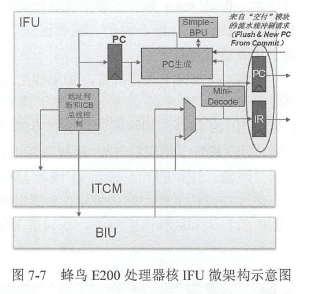 IFU
Simple-
BPU
来自“交付”模块
的流水线冲刷请求
(Flush & New PC
From Commit)
PC
PC生成
PC
Mini-
Decode
地址判
断和ICB
总线控
制
IR
ITCM
BIU
图 7-7 蜂鸟 E200 处理器核 IFU 微架构示意图